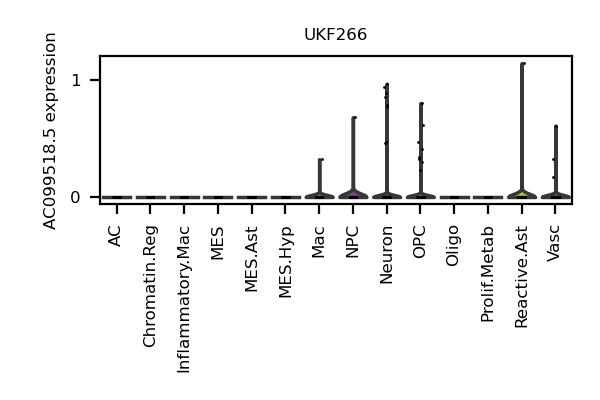 UKF266
AC099518.5 expression
1
0
AC
Chromatin.Reg
Inflammatory.Mac
MES
MES.Ast
MES.Hyp
Mac
NPC
Neuron
OPC
Oligo
Prolif.Metab
Reactive.Ast
Vasc